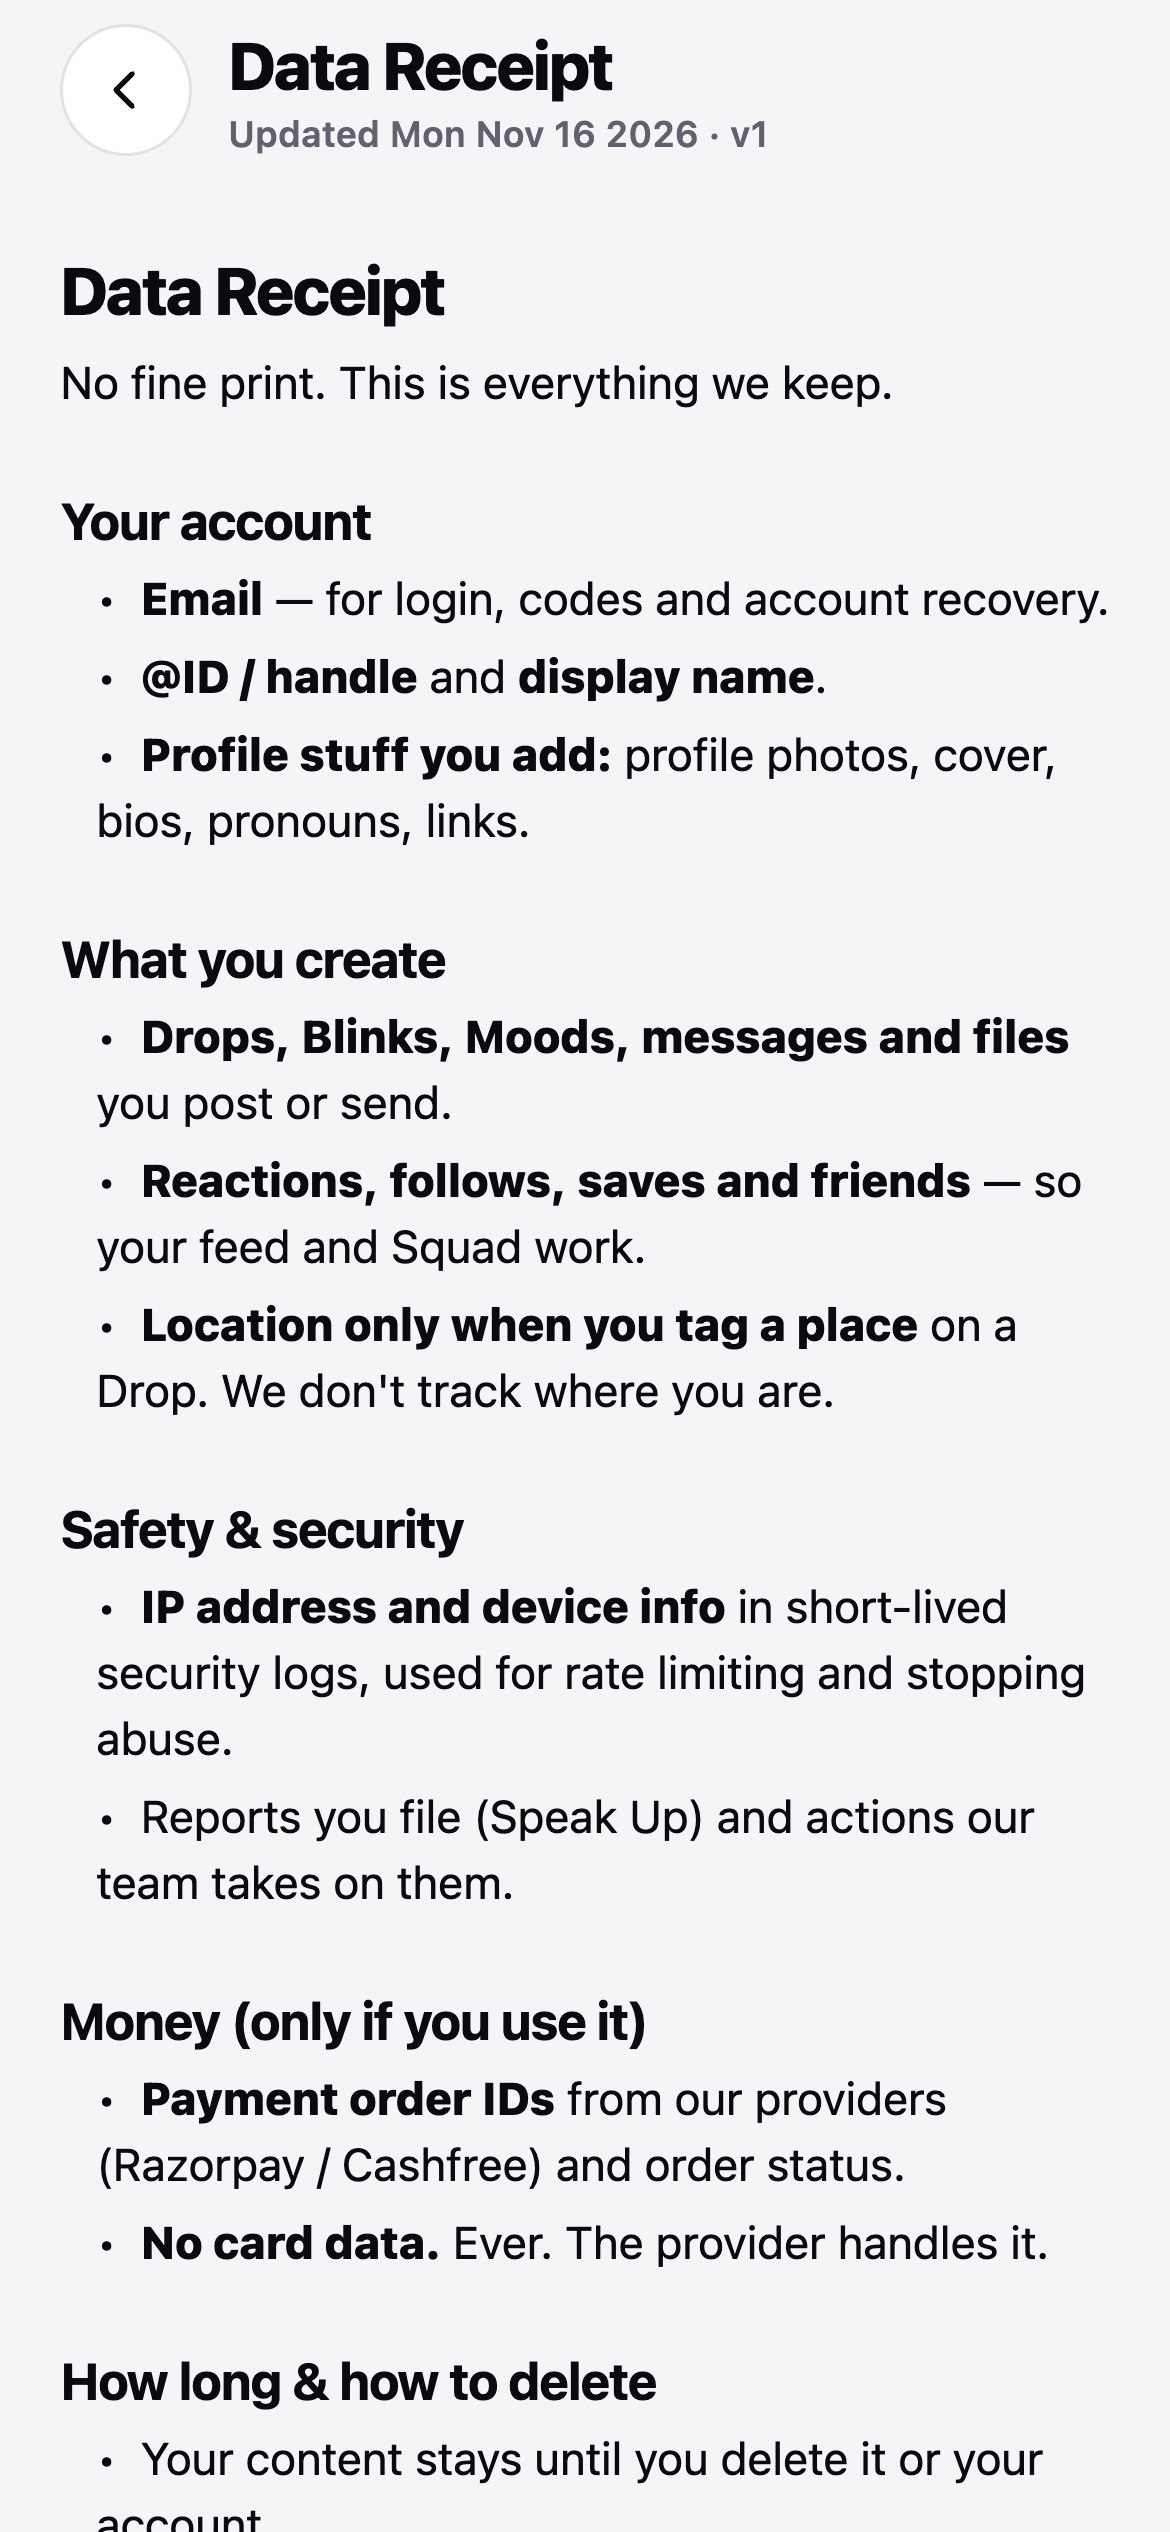 Data Receipt
Updated Mon Nov 16 2026 · v1
Data Receipt
No fine print. This is everything we keep.
Your account
• Email — for login, codes and account recovery.
• @ID / handle and display name.
• Profile stuff you add: profile photos, cover,
bios, pronouns, links.
What you create
• Drops, Blinks, Moods, messages and files
you post or send.
• Reactions, follows, saves and friends — so
your feed and Squad work.
• Location only when you tag a place on a
Drop. We don't track where you are.
Safety & security
• IP address and device info in short-lived
security logs, used for rate limiting and stopping
abuse.
• Reports you file (Speak Up) and actions our
team takes on them.
Money (only if you use it)
• Payment order IDs from our providers
(Razorpay / Cashfree) and order status.
• No card data. Ever. The provider handles it.
How long & how to delete
• Your content stays until you delete it or your
account